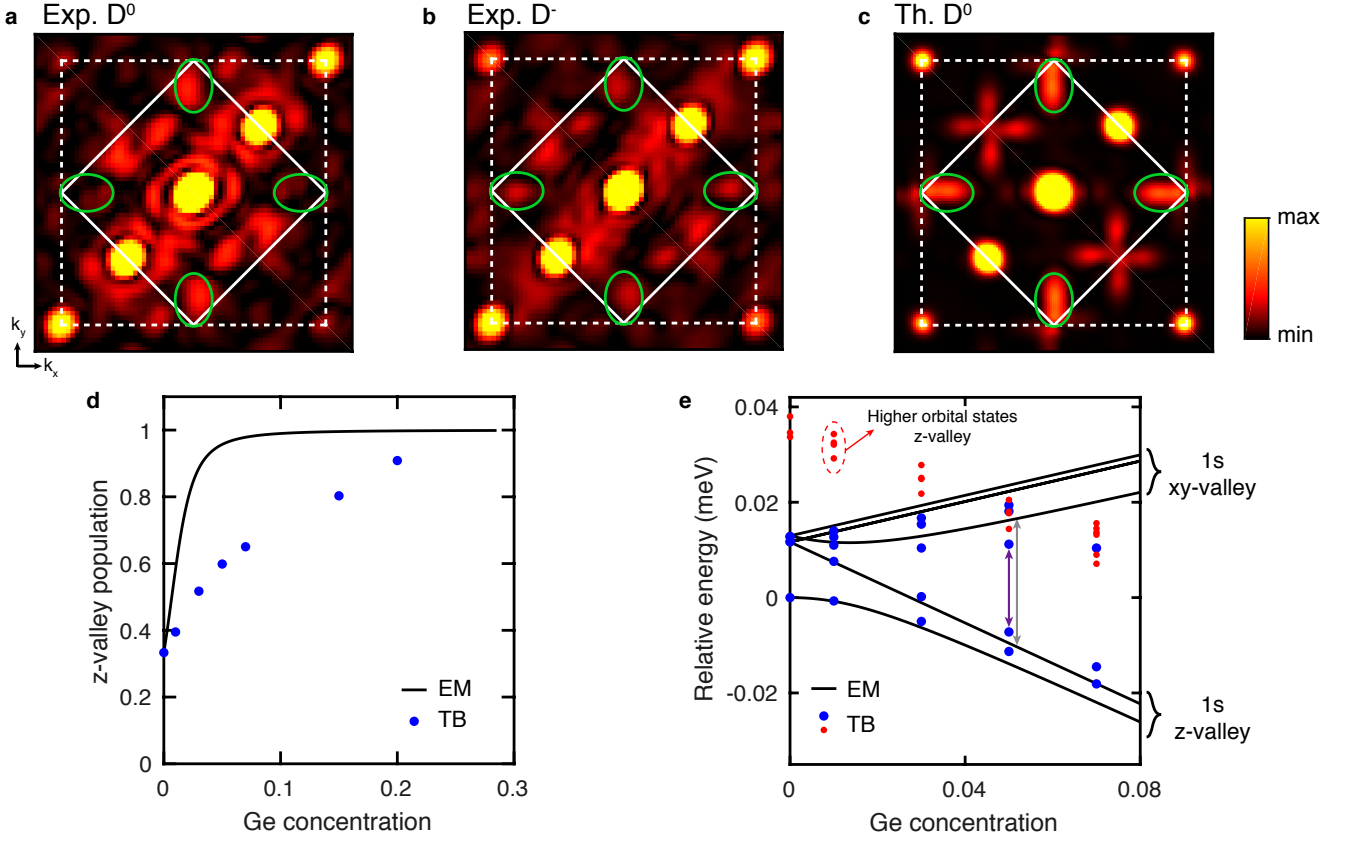 a Exp. D⁰
b Exp. D⁻
c Th. D⁰
max
min
k_y
k_x
d
z-valley population
1
0.8
0.6
0.4
0.2
0
EM
TB
0 0.1 0.2 0.3
Ge concentration
e
Relative energy (meV)
0.04
0.02
0
-0.02
Higher orbital states
z-valley
1s
xy-valley
EM
TB
1s
z-valley
0 0.04 0.08
Ge concentration